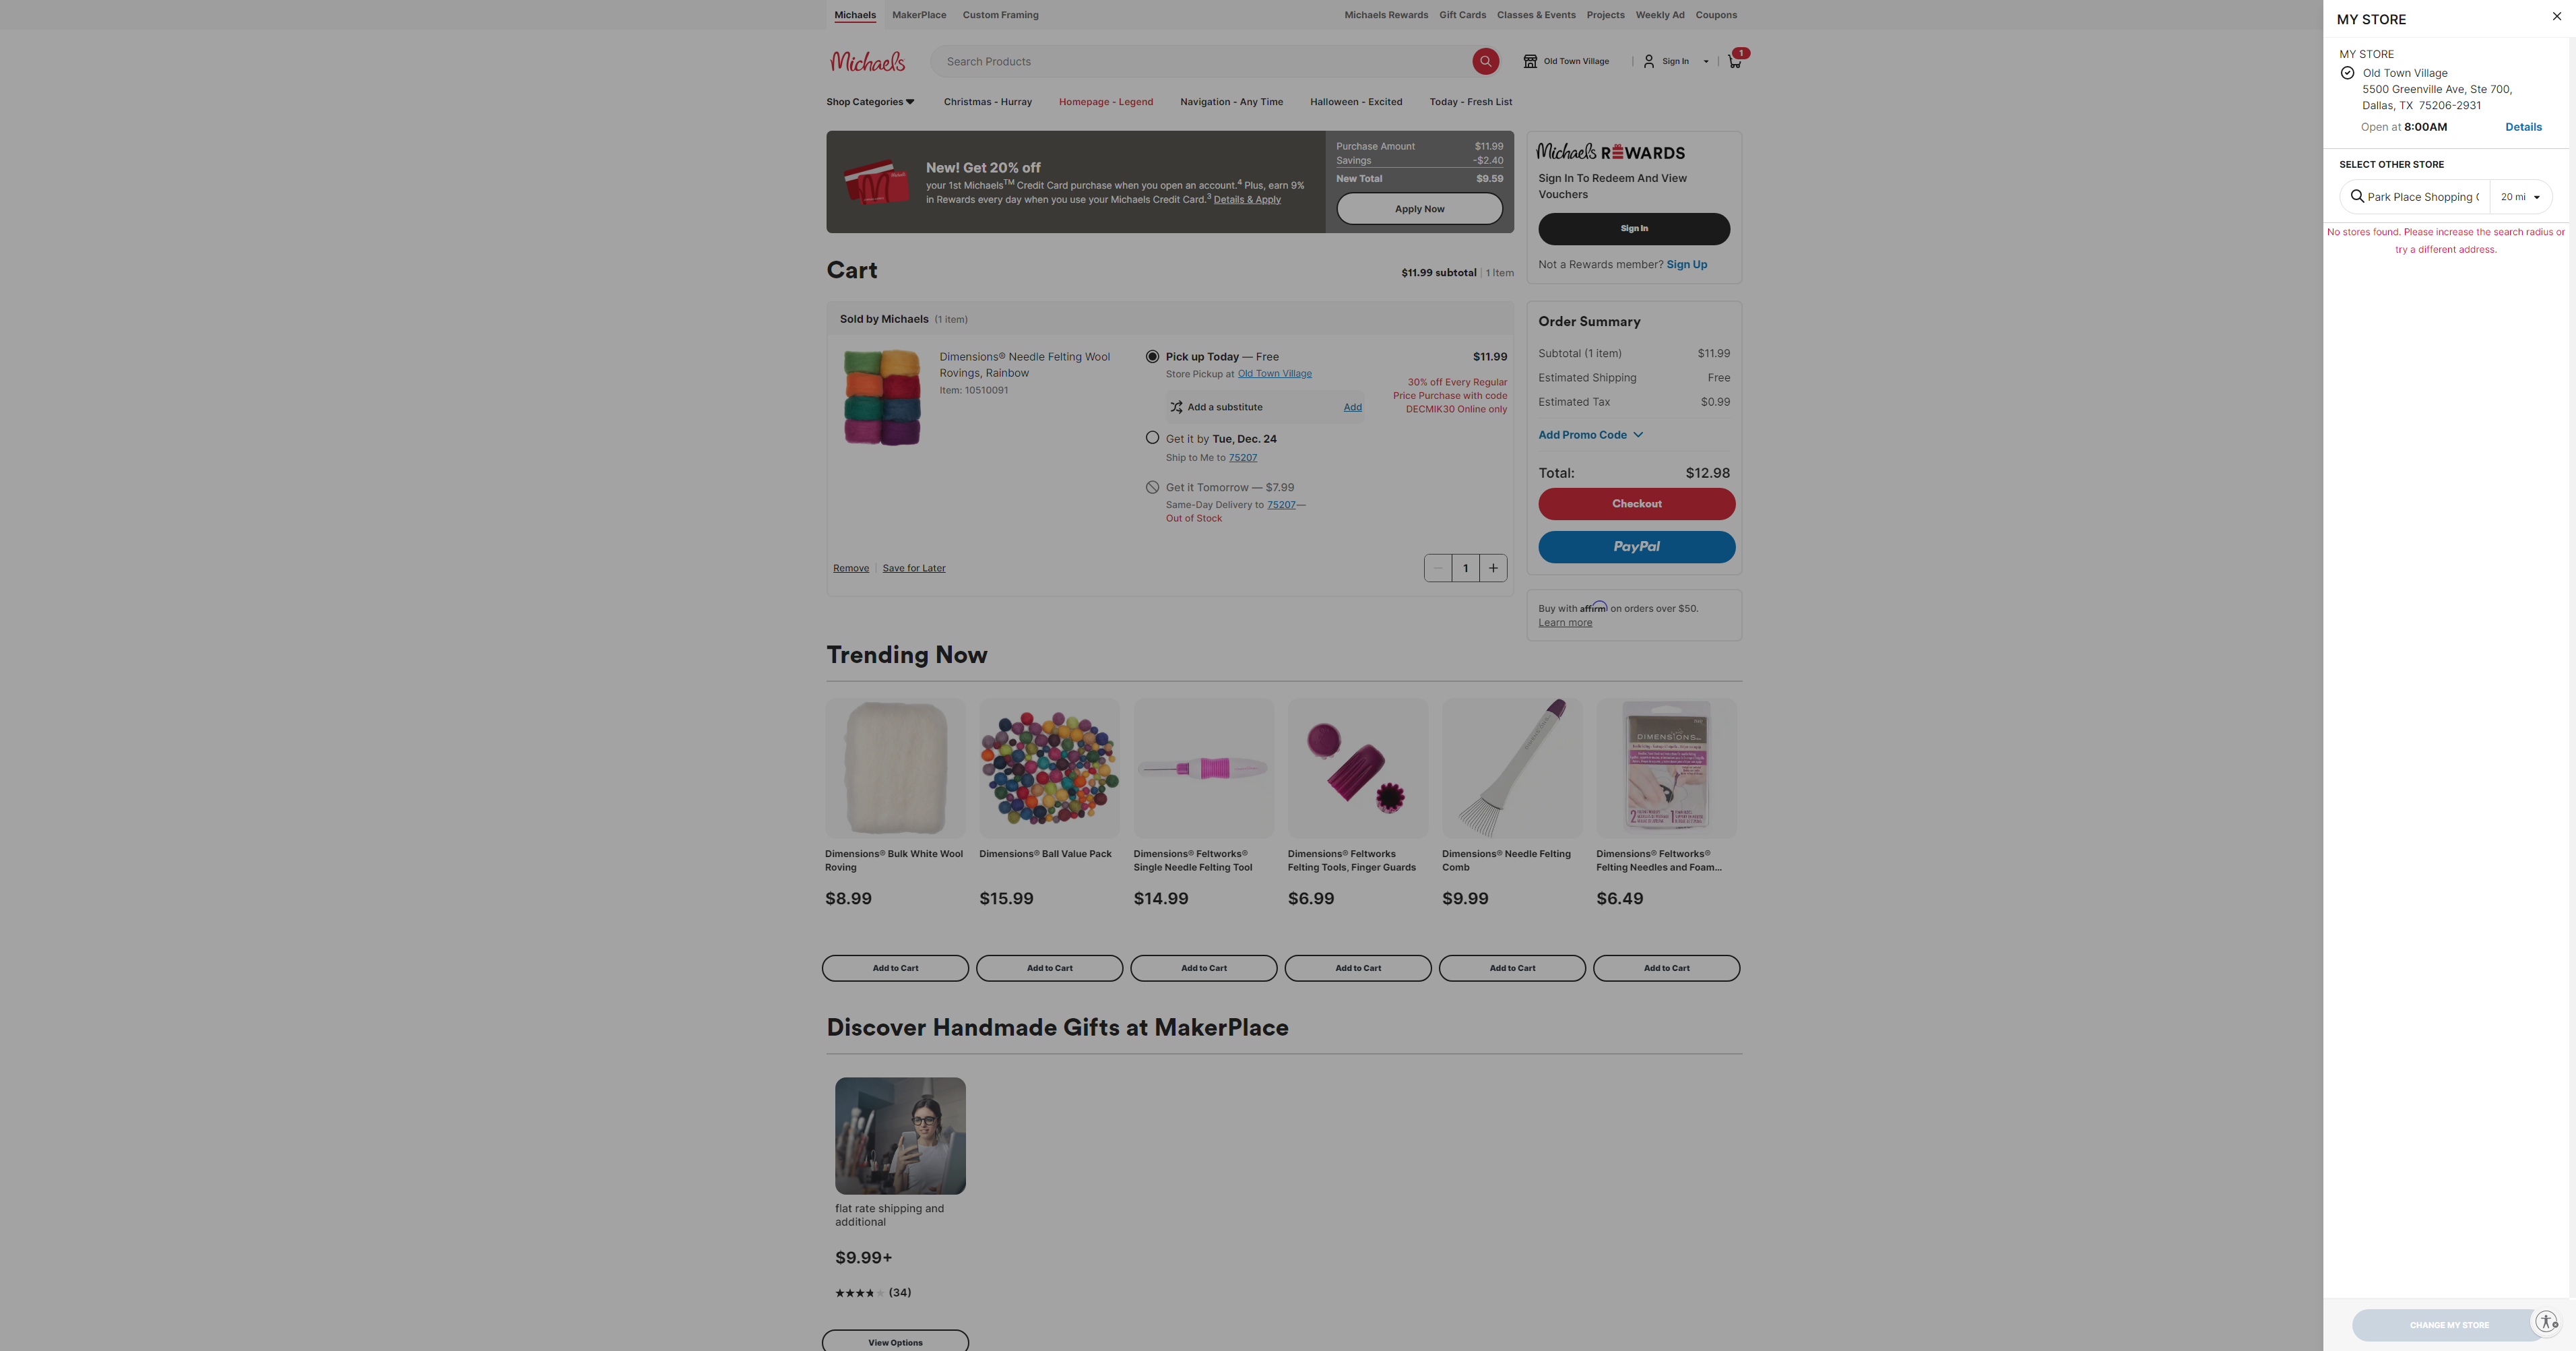 Michaels MakerPlace Custom Framing
Michaels Rewards Gift Cards Classes & Events Projects Weekly Ad Coupons
Michaels
Search Products
Old Town Village
Sign In
1
Shop Categories Christmas - Hurray Homepage - Legend Navigation - Any Time Halloween - Excited Today - Fresh List
New! Get 20% off
your 1st Michaels™ Credit Card purchase when you open an account.⁴ Plus, earn 9%
in Rewards every day when you use your Michaels Credit Card.³ Details & Apply
Purchase Amount $11.99
Savings -$2.40
New Total $9.59
Apply Now
Michaels REWARDS
Sign In To Redeem And View
Vouchers
Sign In
Not a Rewards member? Sign Up
Cart
$11.99 subtotal | 1 Item
Sold by Michaels (1 item)
Dimensions® Needle Felting Wool
Rovings, Rainbow
Item: 10510091
Pick up Today — Free
Store Pickup at Old Town Village
Add a substitute Add
Get it by Tue, Dec. 24
Ship to Me to 75207
Get it Tomorrow — $7.99
Same-Day Delivery to 75207—
Out of Stock
$11.99
30% off Every Regular
Price Purchase with code
DECMIK30 Online only
Remove Save for Later
1
Order Summary
Subtotal (1 item) $11.99
Estimated Shipping Free
Estimated Tax $0.99
Add Promo Code
Total: $12.98
Checkout
PayPal
Buy with affirm on orders over $50.
Learn more
Trending Now
DIMENSIONS
Dimensions® Bulk White Wool
Roving
$8.99
Add to Cart
Dimensions® Ball Value Pack
$15.99
Add to Cart
Dimensions® Feltworks®
Single Needle Felting Tool
$14.99
Add to Cart
Dimensions® Feltworks
Felting Tools, Finger Guards
$6.99
Add to Cart
Dimensions® Needle Felting
Comb
$9.99
Add to Cart
Dimensions® Feltworks®
Felting Needles and Foam...
$6.49
Add to Cart
Discover Handmade Gifts at MakerPlace
flat rate shipping and
additional
$9.99+
(34)
View Options
MY STORE
MY STORE
Old Town Village
5500 Greenville Ave, Ste 700,
Dallas, TX 75206-2931
Open at 8:00AM Details
SELECT OTHER STORE
Park Place Shopping 20 mi
No stores found. Please increase the search radius or
try a different address.
CHANGE MY STORE